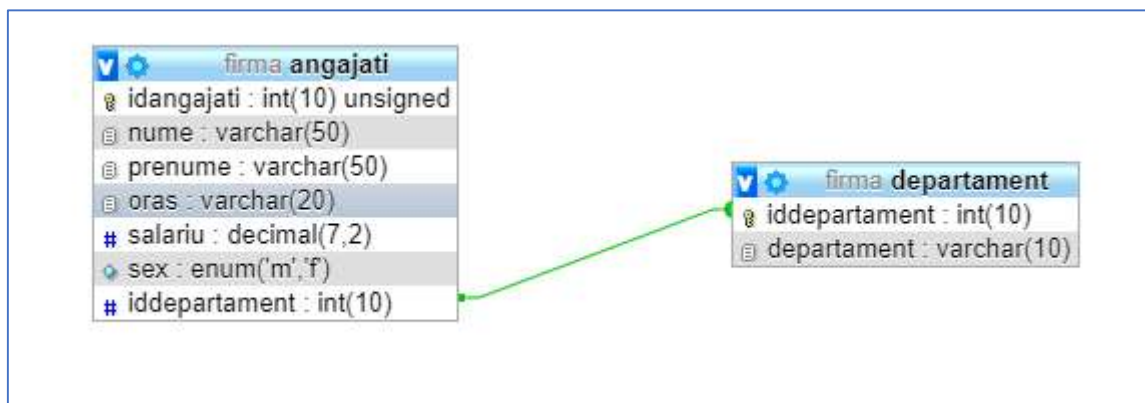 firma angajati
idangajati : int(10) unsigned
nume : varchar(50)
prenume : varchar(50)
oras : varchar(20)
# salariu : decimal(7,2)
sex : enum('m','f')
# iddepartament : int(10)
firma departament
iddepartament : int(10)
departament : varchar(10)